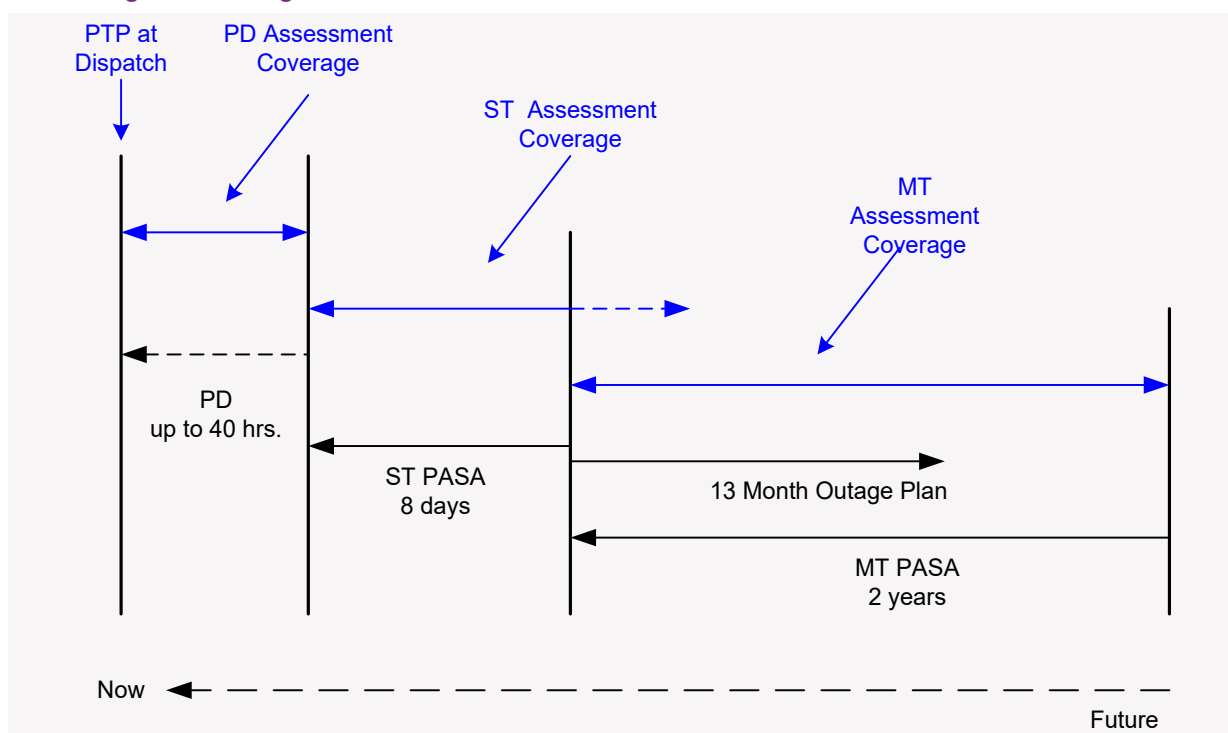 PTP at
Dispatch
PD Assessment
Coverage
ST Assessment
Coverage
MT
Assessment
Coverage
PD
up to 40 hrs.
ST PASA
8 days
13 Month Outage Plan
MT PASA
2 years
Now
Future